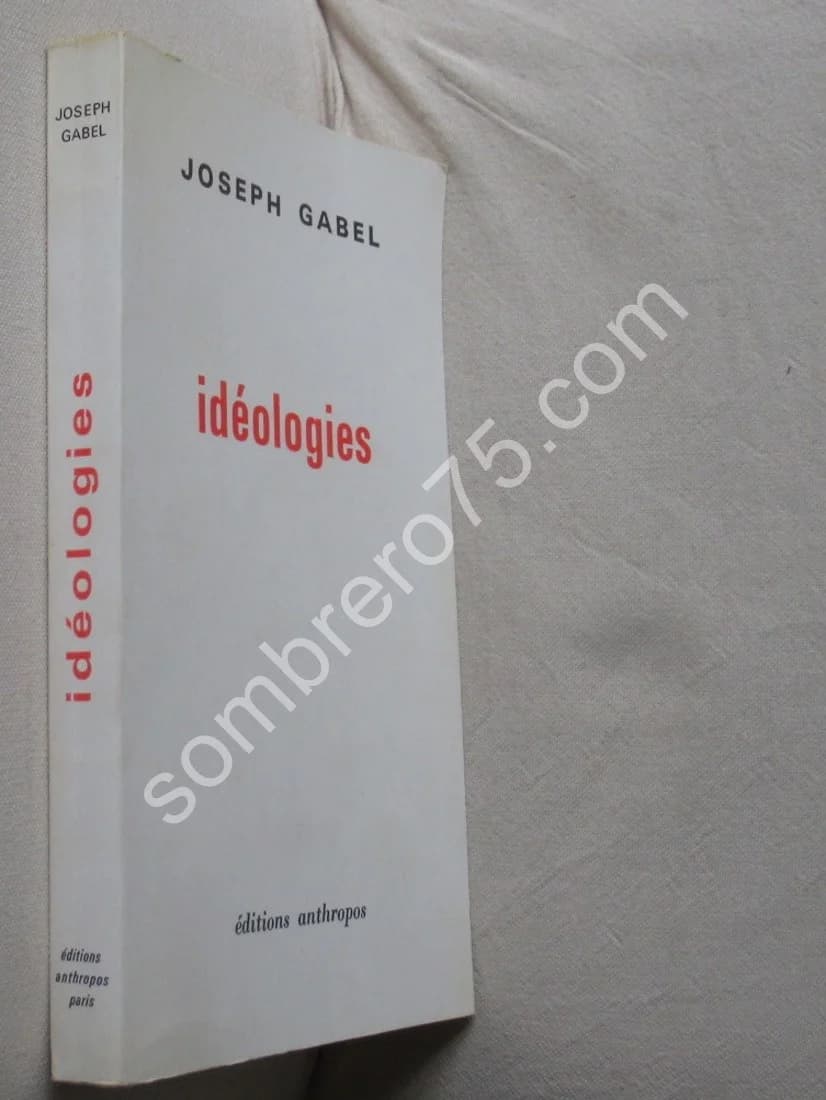 JOSEPH
GABEL
idéologies
éditions
anthropos
paris
JOSEPH GABEL
idéologies
éditions anthropos
sombrero75.com